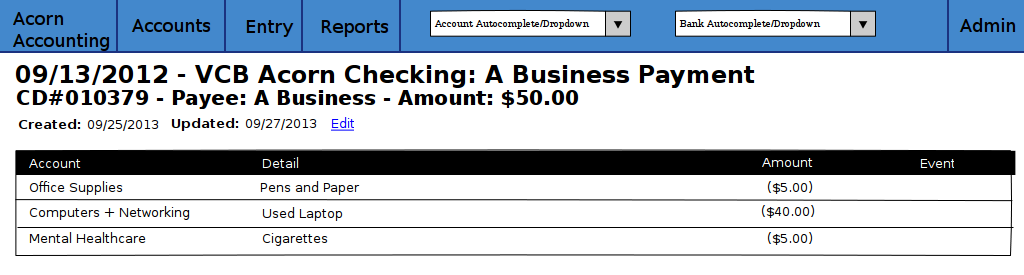 Acorn Accounting Accounts Entry Reports Account Autocomplete/Dropdown ▼ Bank Autocomplete/Dropdown ▼ Admin
09/13/2012 - VCB Acorn Checking: A Business Payment
CD#010379 - Payee: A Business - Amount: $50.00
Created: 09/25/2013 Updated: 09/27/2013 Edit
Account Detail Amount Event
Office Supplies Pens and Paper ($5.00)
Computers + Networking Used Laptop ($40.00)
Mental Healthcare Cigarettes ($5.00)